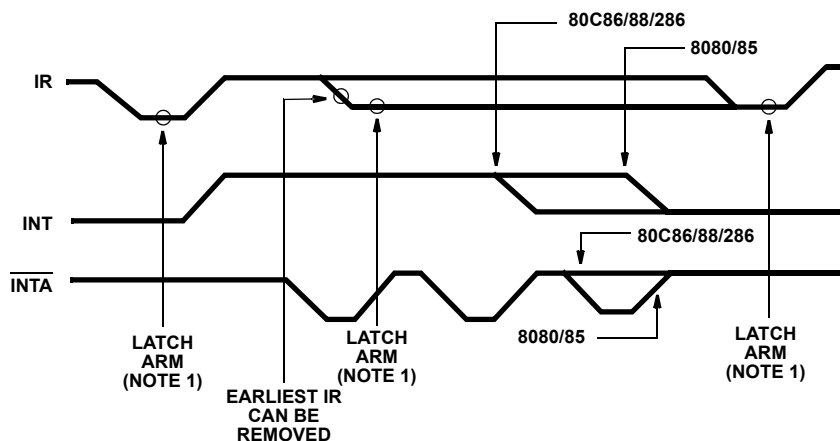 80C86/88/286
8080/85
IR
INT
80C86/88/286
INTA
8080/85
LATCH
ARM
(NOTE 1)
EARLIEST IR
CAN BE
REMOVED
LATCH
ARM
(NOTE 1)
LATCH
ARM
(NOTE 1)